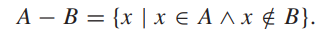 A − B = {x | x ∈ A ∧ x ∉ B}.